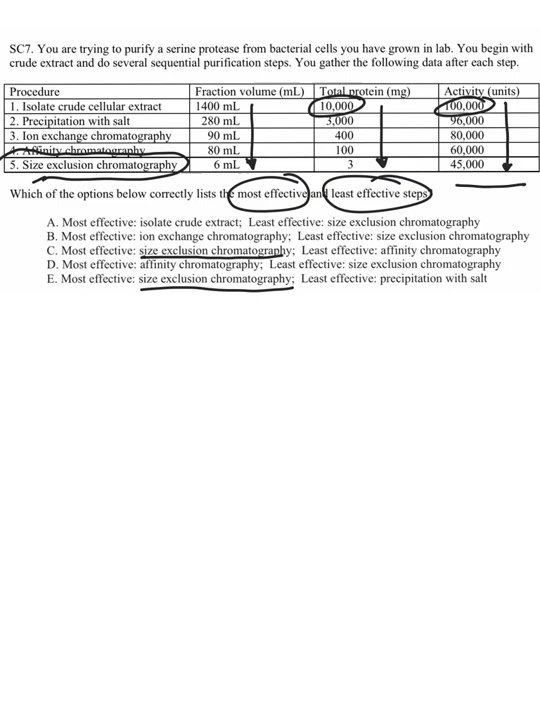 SC7. You are trying to purify a serine protease from bacterial cells you have grown in lab. You begin with
crude extract and do several sequential purification steps. You gather the following data after each step.
Procedure Fraction volume (mL) Total protein (mg) Activity (units)
1. Isolate crude cellular extract 1400 mL 10,000 100,000
2. Precipitation with salt 280 mL 3,000 96,000
3. Ion exchange chromatography 90 mL 400 80,000
4. Affinity chromatography 80 mL 100 60,000
5. Size exclusion chromatography 6 mL 3 45,000
Which of the options below correctly lists the most effective and least effective steps?
A. Most effective: isolate crude extract; Least effective: size exclusion chromatography
B. Most effective: ion exchange chromatography; Least effective: size exclusion chromatography
C. Most effective: size exclusion chromatography; Least effective: affinity chromatography
D. Most effective: affinity chromatography; Least effective: size exclusion chromatography
E. Most effective: size exclusion chromatography; Least effective: precipitation with salt